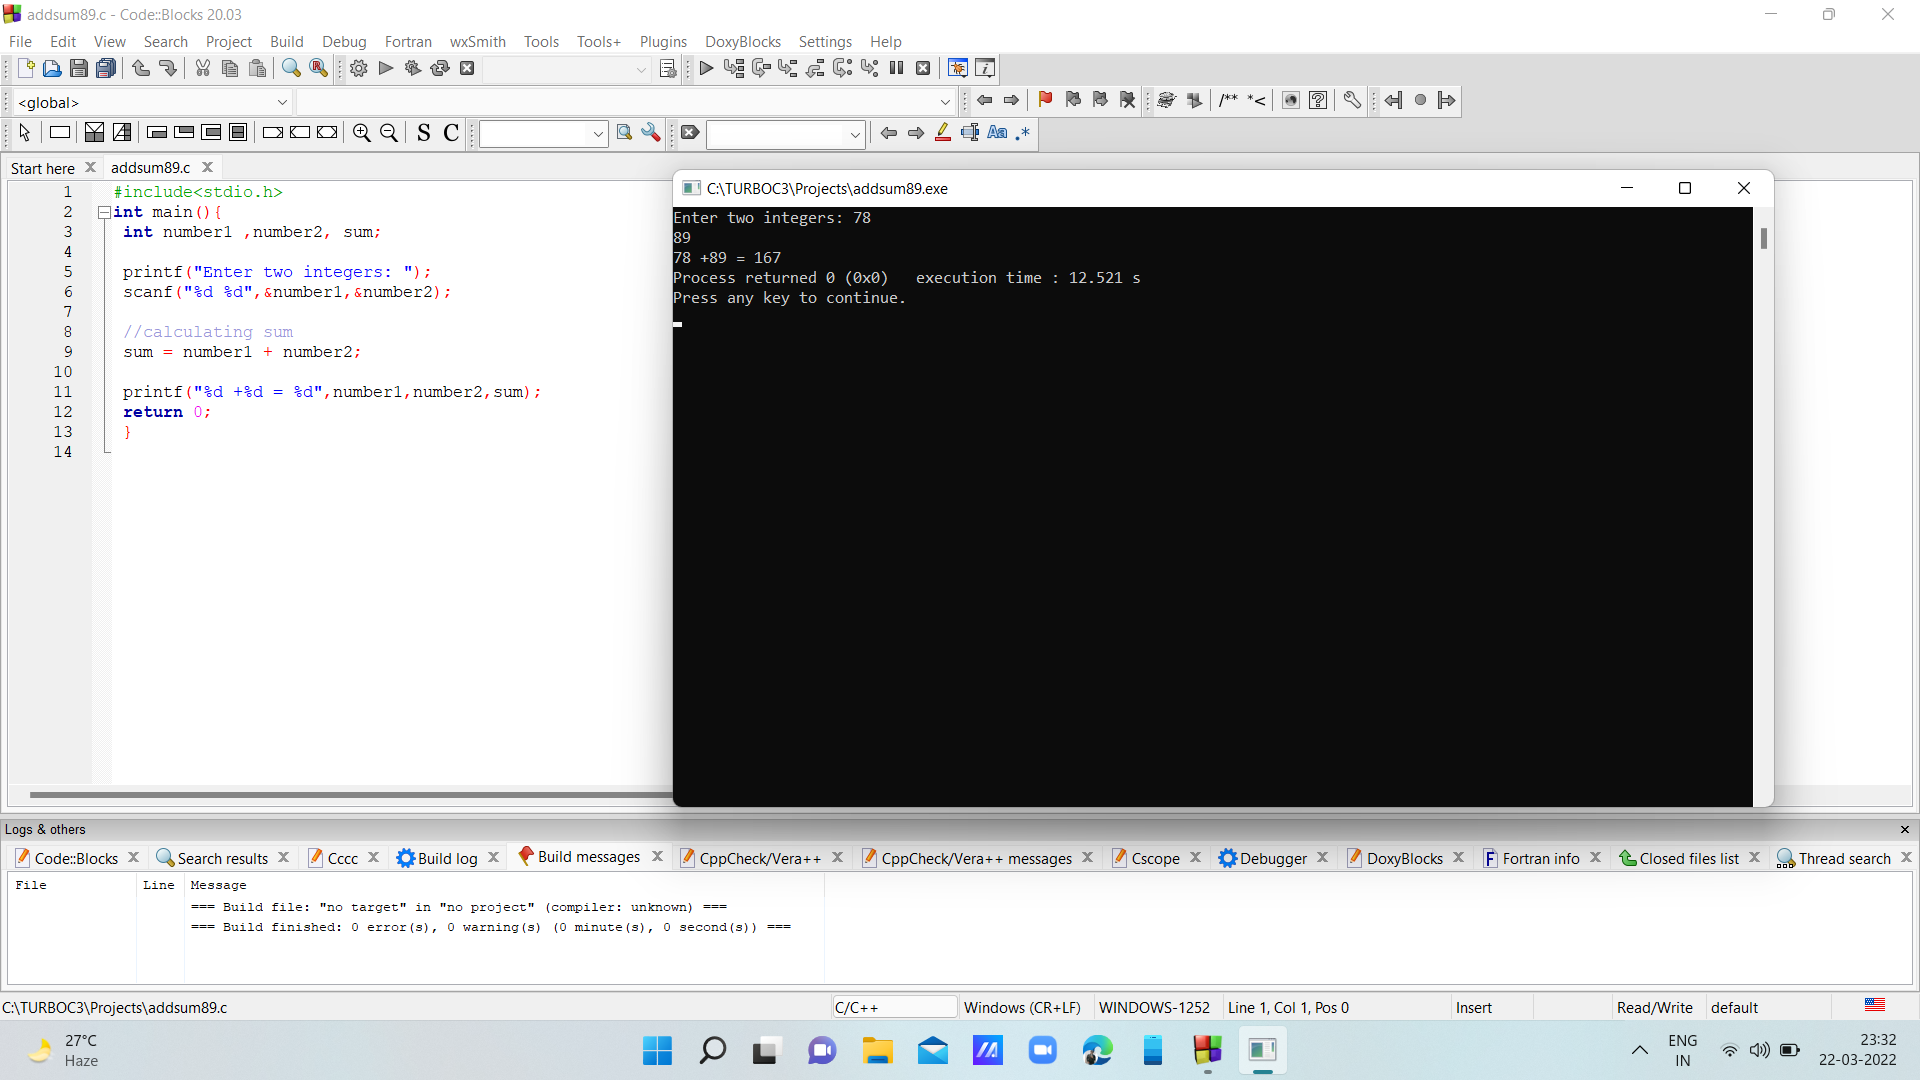 addsum89.c - Code::Blocks 20.03
File Edit View Search Project Build Debug Fortran wxSmith Tools Tools+ Plugins DoxyBlocks Settings Help
<global>
/** *<
S C
Aa .*
Start here addsum89.c
1 #include<stdio.h>
2 int main(){
3 int number1 ,number2, sum;
4
5 printf("Enter two integers: ");
6 scanf("%d %d",&number1,&number2);
7
8 //calculating sum
9 sum = number1 + number2;
10
11 printf("%d +%d = %d",number1,number2,sum);
12 return 0;
13 }
14
C:\TURBOC3\Projects\addsum89.exe
Enter two integers: 78
89
78 +89 = 167
Process returned 0 (0x0)   execution time : 12.521 s
Press any key to continue.
Logs & others
Code::Blocks Search results Cccc Build log Build messages CppCheck/Vera++ CppCheck/Vera++ messages Cscope Debugger DoxyBlocks Fortran info Closed files list Thread search
File Line Message
=== Build file: "no target" in "no project" (compiler: unknown) ===
=== Build finished: 0 error(s), 0 warning(s) (0 minute(s), 0 second(s)) ===
C:\TURBOC3\Projects\addsum89.c C/C++ Windows (CR+LF) WINDOWS-1252 Line 1, Col 1, Pos 0 Insert Read/Write default
27°C
Haze
ENG
IN
23:32
22-03-2022